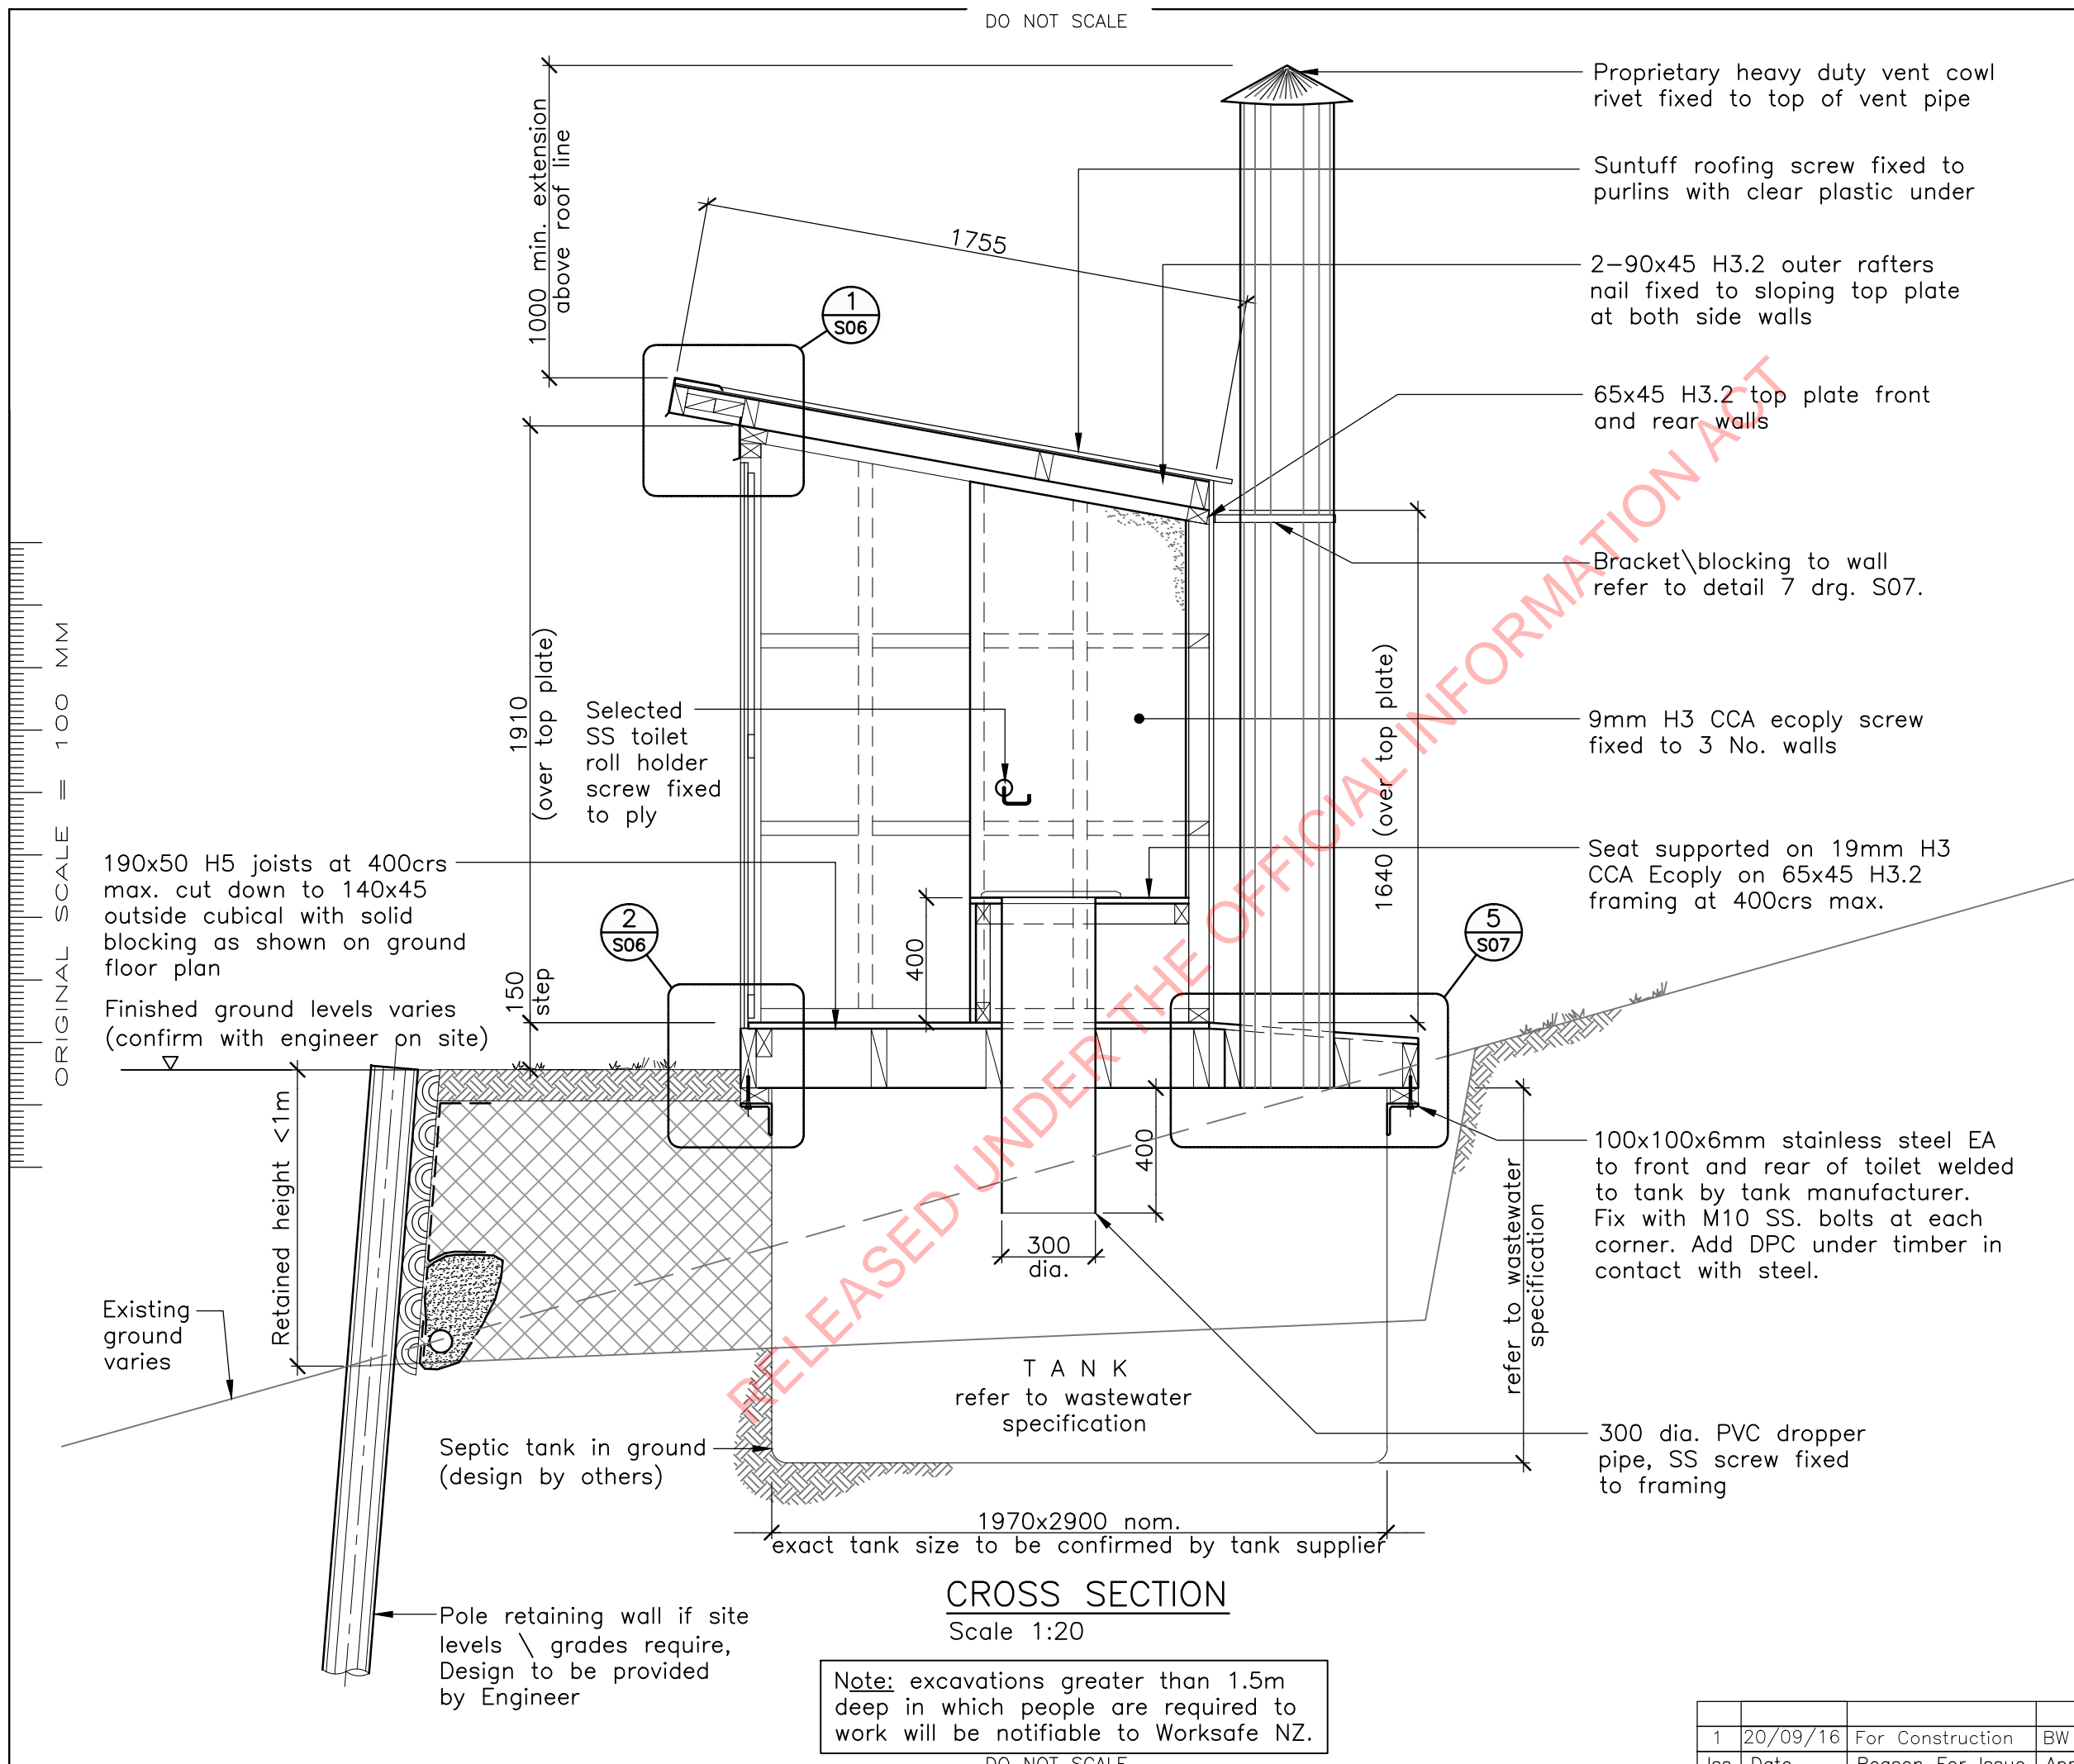 DO NOT SCALE
Proprietary heavy duty vent cowl
rivet fixed to top of vent pipe
Suntuff roofing screw fixed to
purlins with clear plastic under
2-90x45 H3.2 outer rafters
nail fixed to sloping top plate
at both side walls
65x45 H3.2 top plate front
and rear walls
Bracket\blocking to wall
refer to detail 7 drg. S07.
9mm H3 CCA ecoply screw
fixed to 3 No. walls
Seat supported on 19mm H3
CCA Ecoply on 65x45 H3.2
framing at 400crs max.
100x100x6mm stainless steel EA
to front and rear of toilet welded
to tank by tank manufacturer.
Fix with M10 SS. bolts at each
corner. Add DPC under timber in
contact with steel.
300 dia. PVC dropper
pipe, SS screw fixed
to framing
1000 min. extension
above roof line
1755
1
S06
1910
(over top plate)
Selected
SS toilet
roll holder
screw fixed
to ply
1640 (over top plate)
190x50 H5 joists at 400crs
max. cut down to 140x45
outside cubical with solid
blocking as shown on ground
floor plan
2
S06
5
S07
400
150
step
Finished ground levels varies
(confirm with engineer on site)
Retained height <1m
400
300
dia.
refer to wastewater
specification
Existing
ground
varies
TANK
refer to wastewater
specification
Septic tank in ground
(design by others)
1970x2900 nom.
exact tank size to be confirmed by tank supplier
CROSS SECTION
Scale 1:20
Pole retaining wall if site
levels \ grades require,
Design to be provided
by Engineer
Note: excavations greater than 1.5m
deep in which people are required to
work will be notifiable to Worksafe NZ.
ORIGINAL SCALE = 100 MM
RELEASED UNDER THE OFFICIAL INFORMATION ACT
1 20/09/16 For Construction BW
Date Reason For Issue
DO NOT SCALE